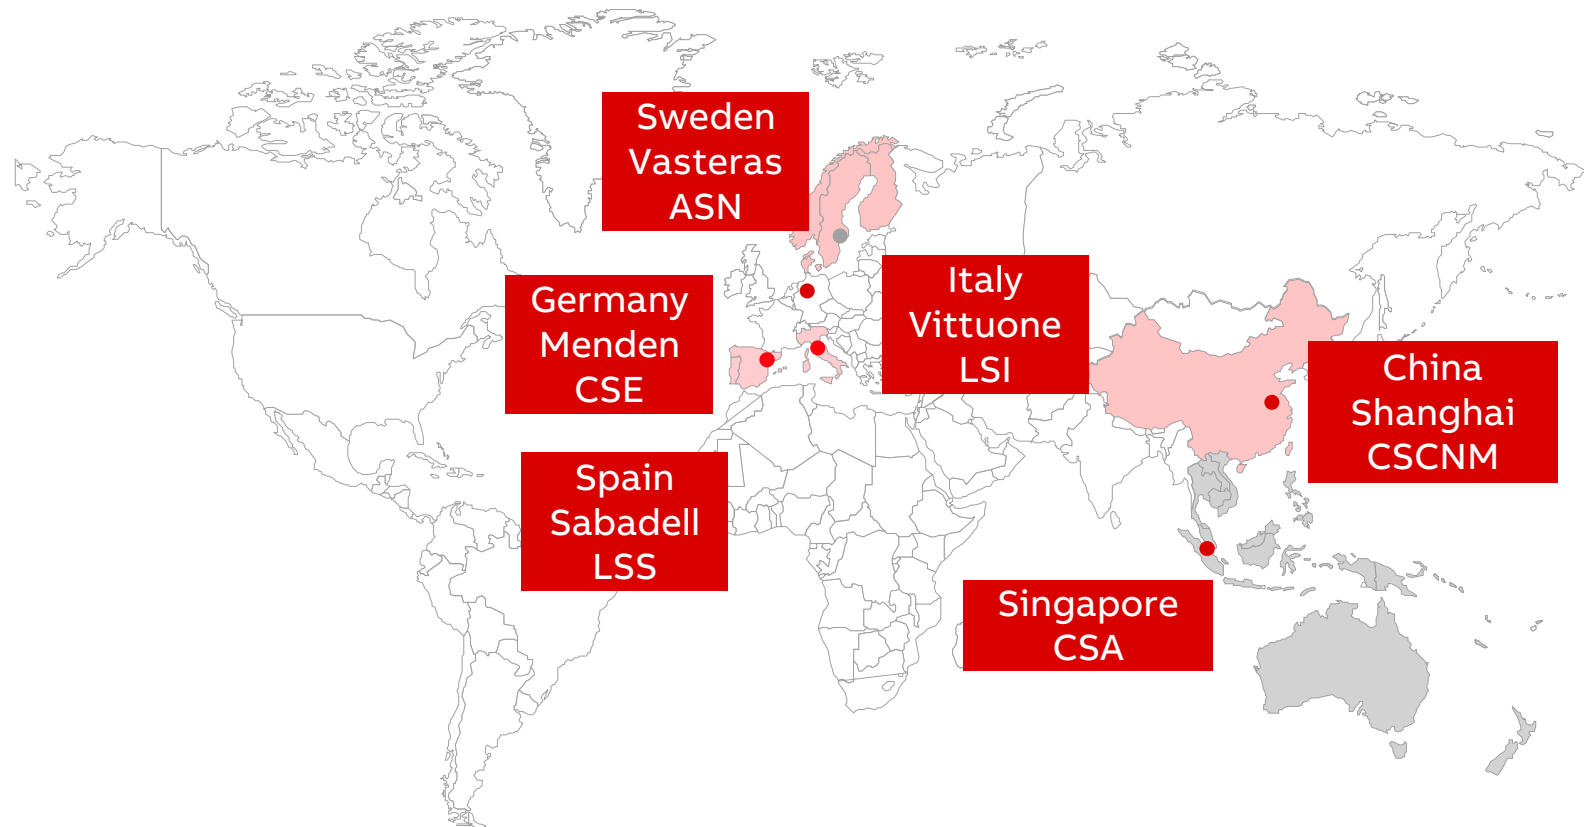 Sweden
Vasteras
ASN
Germany
Menden
CSE
Italy
Vittuone
LSI
China
Shanghai
CSCNM
Spain
Sabadell
LSS
Singapore
CSA